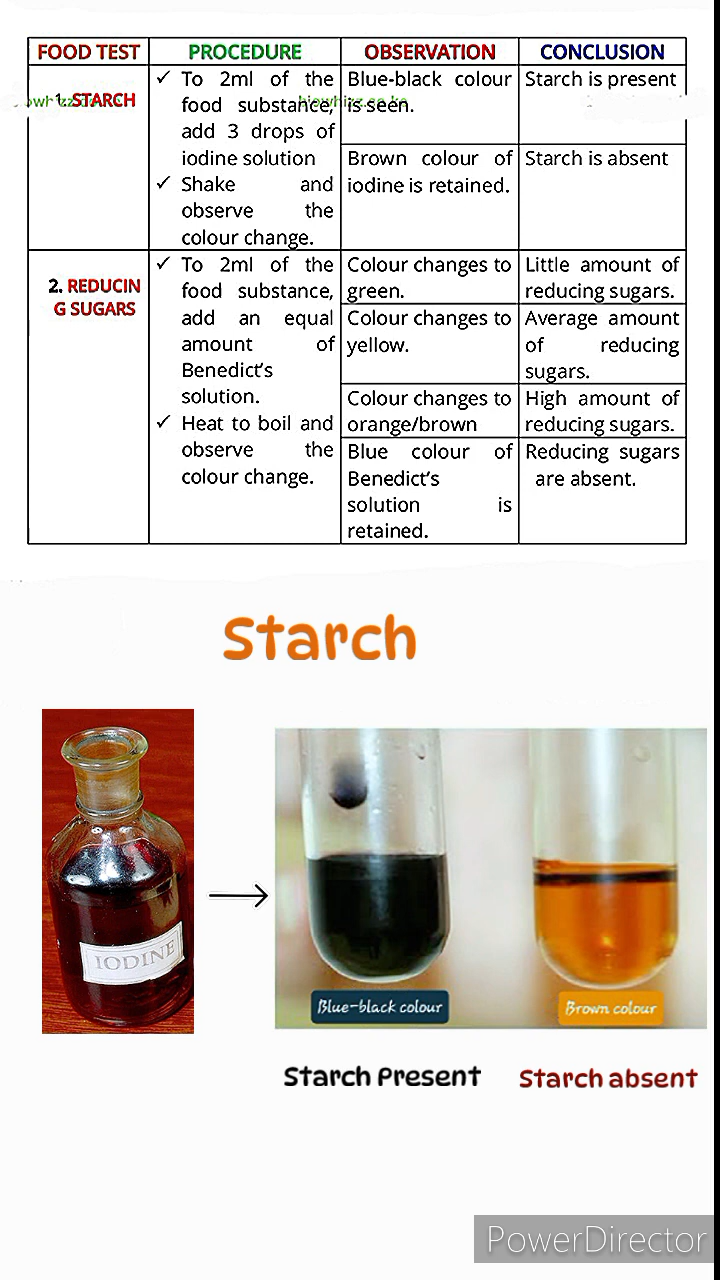 FOOD TEST PROCEDURE OBSERVATION CONCLUSION
1. STARCH
✓ To 2ml of the
food substance,
add 3 drops of
iodine solution
✓ Shake and
observe the
colour change.
Blue-black colour
is seen.
Starch is present
Brown colour of
iodine is retained.
Starch is absent
2. REDUCIN
G SUGARS
✓ To 2ml of the
food substance,
add an equal
amount of
Benedict's
solution.
✓ Heat to boil and
observe the
colour change.
Colour changes to
green.
Little amount of
reducing sugars.
Colour changes to
yellow.
Average amount
of reducing
sugars.
Colour changes to
orange/brown
High amount of
reducing sugars.
Blue colour of
Benedict's
solution is
retained.
Reducing sugars
are absent.
Starch
IODINE
Blue-black colour
Brown colour
Starch Present
Starch absent
PowerDirector